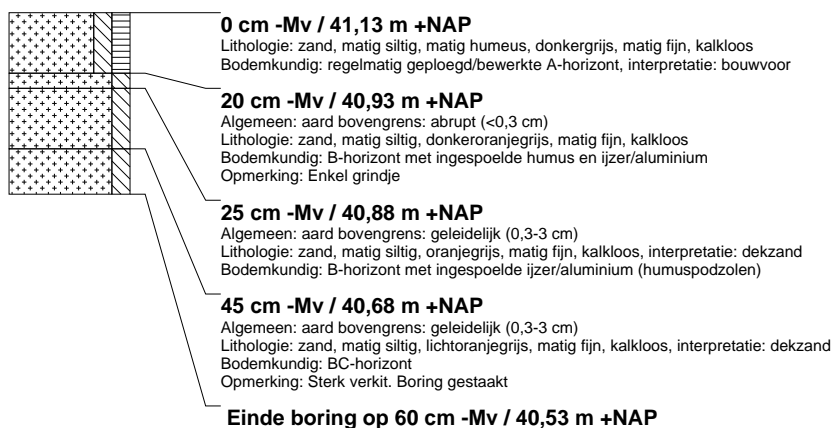 0 cm -Mv / 41,13 m +NAP
Lithologie: zand, matig siltig, matig humeus, donkergrijs, matig fijn, kalkloos
Bodemkundig: regelmatig geploegd/bewerkte A-horizont, interpretatie: bouwvoor
20 cm -Mv / 40,93 m +NAP
Algemeen: aard bovengrens: abrupt (<0,3 cm)
Lithologie: zand, matig siltig, donkeroranjegrijs, matig fijn, kalkloos
Bodemkundig: B-horizont met ingespoelde humus en ijzer/aluminium
Opmerking: Enkel grindje
25 cm -Mv / 40,88 m +NAP
Algemeen: aard bovengrens: geleidelijk (0,3-3 cm)
Lithologie: zand, matig siltig, oranjegrijs, matig fijn, kalkloos, interpretatie: dekzand
Bodemkundig: B-horizont met ingespoelde ijzer/aluminium (humuspodzolen)
45 cm -Mv / 40,68 m +NAP
Algemeen: aard bovengrens: geleidelijk (0,3-3 cm)
Lithologie: zand, matig siltig, lichtoranjegrijs, matig fijn, kalkloos, interpretatie: dekzand
Bodemkundig: BC-horizont
Opmerking: Sterk verkit. Boring gestaakt
Einde boring op 60 cm -Mv / 40,53 m +NAP